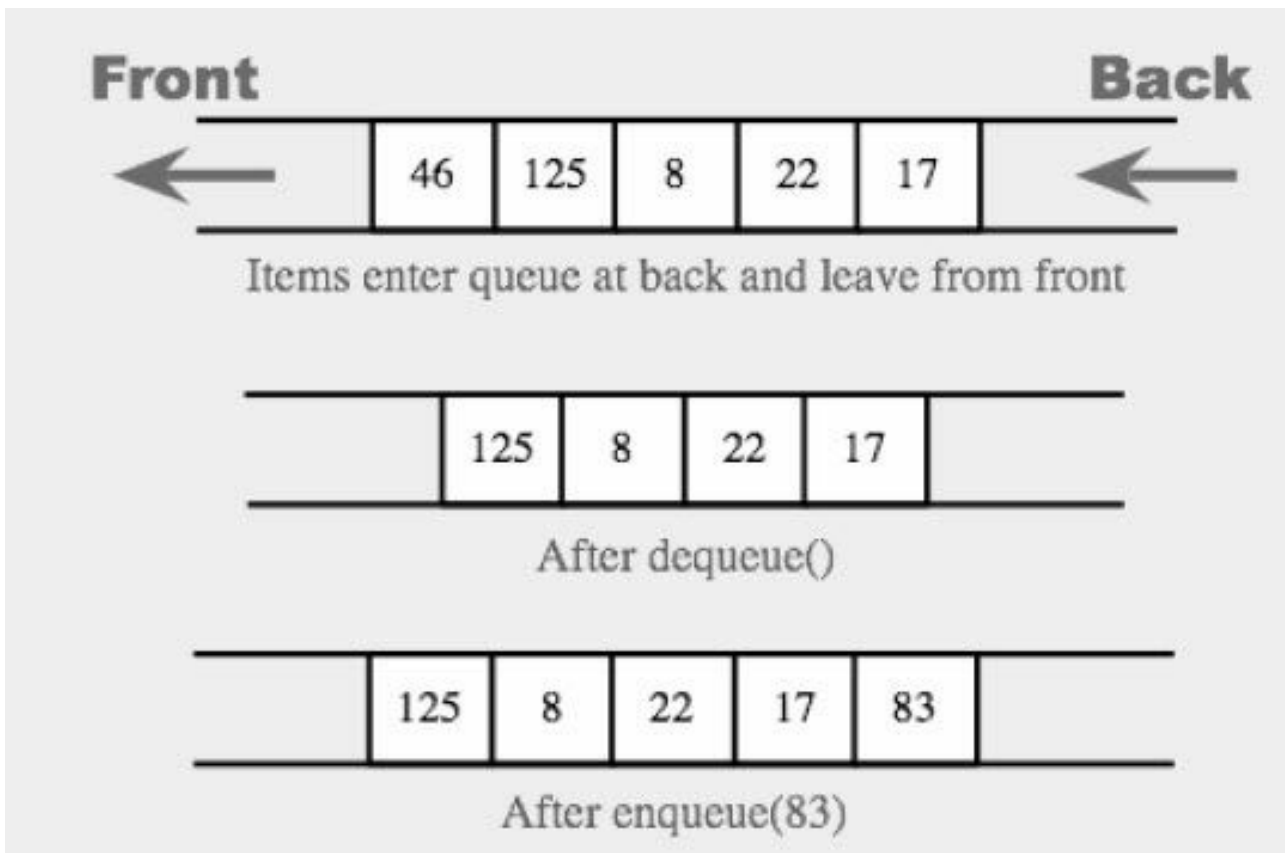 Front Back
46 125 8 22 17
Items enter queue at back and leave from front
125 8 22 17
After dequeue()
125 8 22 17 83
After enqueue(83)